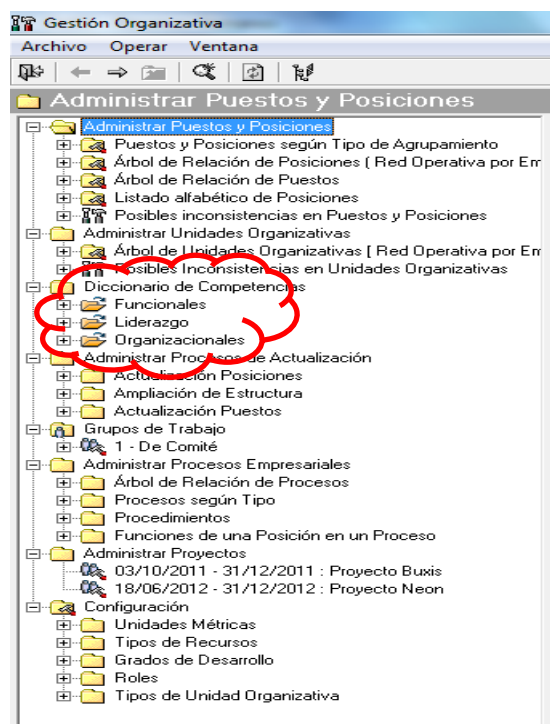 Gestión Organizativa
Archivo Operar Ventana
Administrar Puestos y Posiciones
Administrar Puestos y Posiciones
Puestos y Posiciones según Tipo de Agrupamiento
Árbol de Relación de Posiciones ( Red Operativa por Em
Árbol de Relación de Puestos
Listado alfabético de Posiciones
Posibles inconsistencias en Puestos y Posiciones
Administrar Unidades Organizativas
Árbol de Unidades Organizativas [ Red Operativa por Em
Posibles Inconsistencias en Unidades Organizativas
Diccionario de Competencias
Funcionales
Liderazgo
Organizacionales
Administrar Procesos de Actualización
Actualización Posiciones
Ampliación de Estructura
Actualización Puestos
Grupos de Trabajo
1 - De Comité
Administrar Procesos Empresariales
Árbol de Relación de Procesos
Procesos según Tipo
Procedimientos
Funciones de una Posición en un Proceso
Administrar Proyectos
03/10/2011 - 31/12/2011 : Proyecto Buxis
18/06/2012 - 31/12/2012 : Proyecto Neon
Configuración
Unidades Métricas
Tipos de Recursos
Grados de Desarrollo
Roles
Tipos de Unidad Organizativa